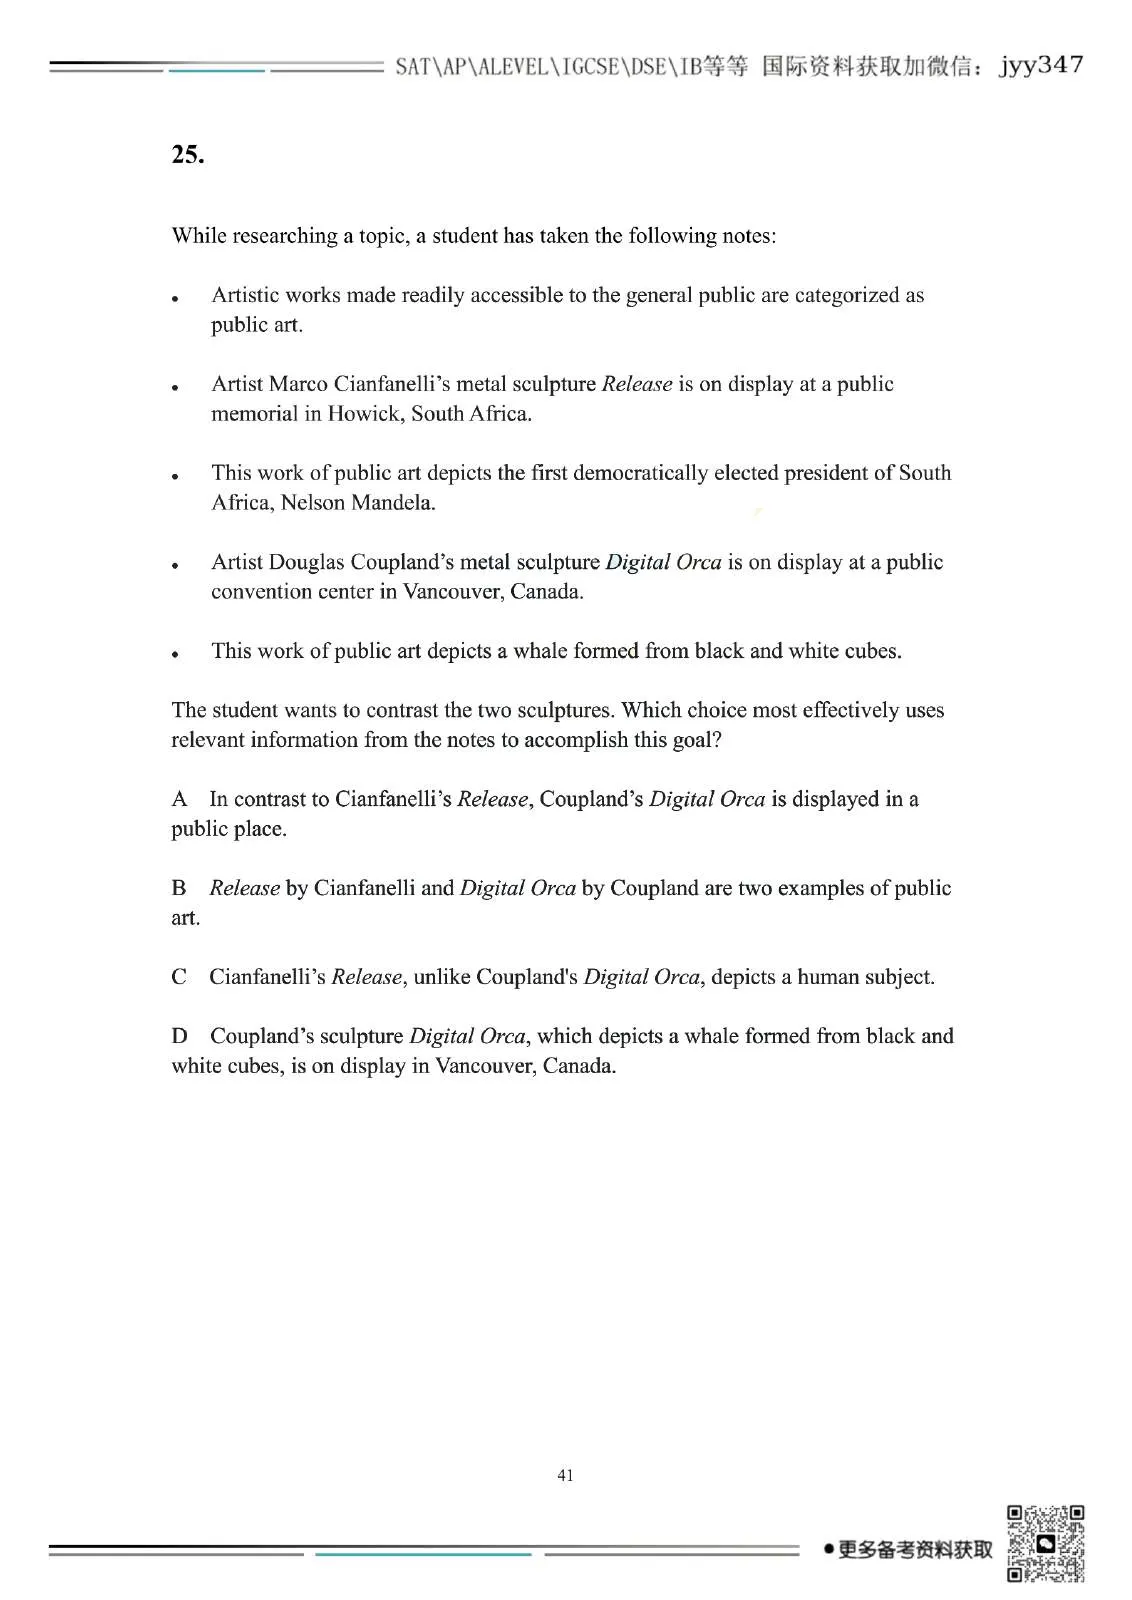 SAT\AP\ALEVEL\IGCSE\DSE\IB等等 国际资料获取加微信: jyy347
25.
While researching a topic, a student has taken the following notes:
• Artistic works made readily accessible to the general public are categorized as
public art.
• Artist Marco Cianfanelli’s metal sculpture Release is on display at a public
memorial in Howick, South Africa.
• This work of public art depicts the first democratically elected president of South
Africa, Nelson Mandela.
• Artist Douglas Coupland’s metal sculpture Digital Orca is on display at a public
convention center in Vancouver, Canada.
• This work of public art depicts a whale formed from black and white cubes.
The student wants to contrast the two sculptures. Which choice most effectively uses
relevant information from the notes to accomplish this goal?
A In contrast to Cianfanelli’s Release, Coupland’s Digital Orca is displayed in a
public place.
B Release by Cianfanelli and Digital Orca by Coupland are two examples of public
art.
C Cianfanelli’s Release, unlike Coupland's Digital Orca, depicts a human subject.
D Coupland’s sculpture Digital Orca, which depicts a whale formed from black and
white cubes, is on display in Vancouver, Canada.
41
●更多备考资料获取